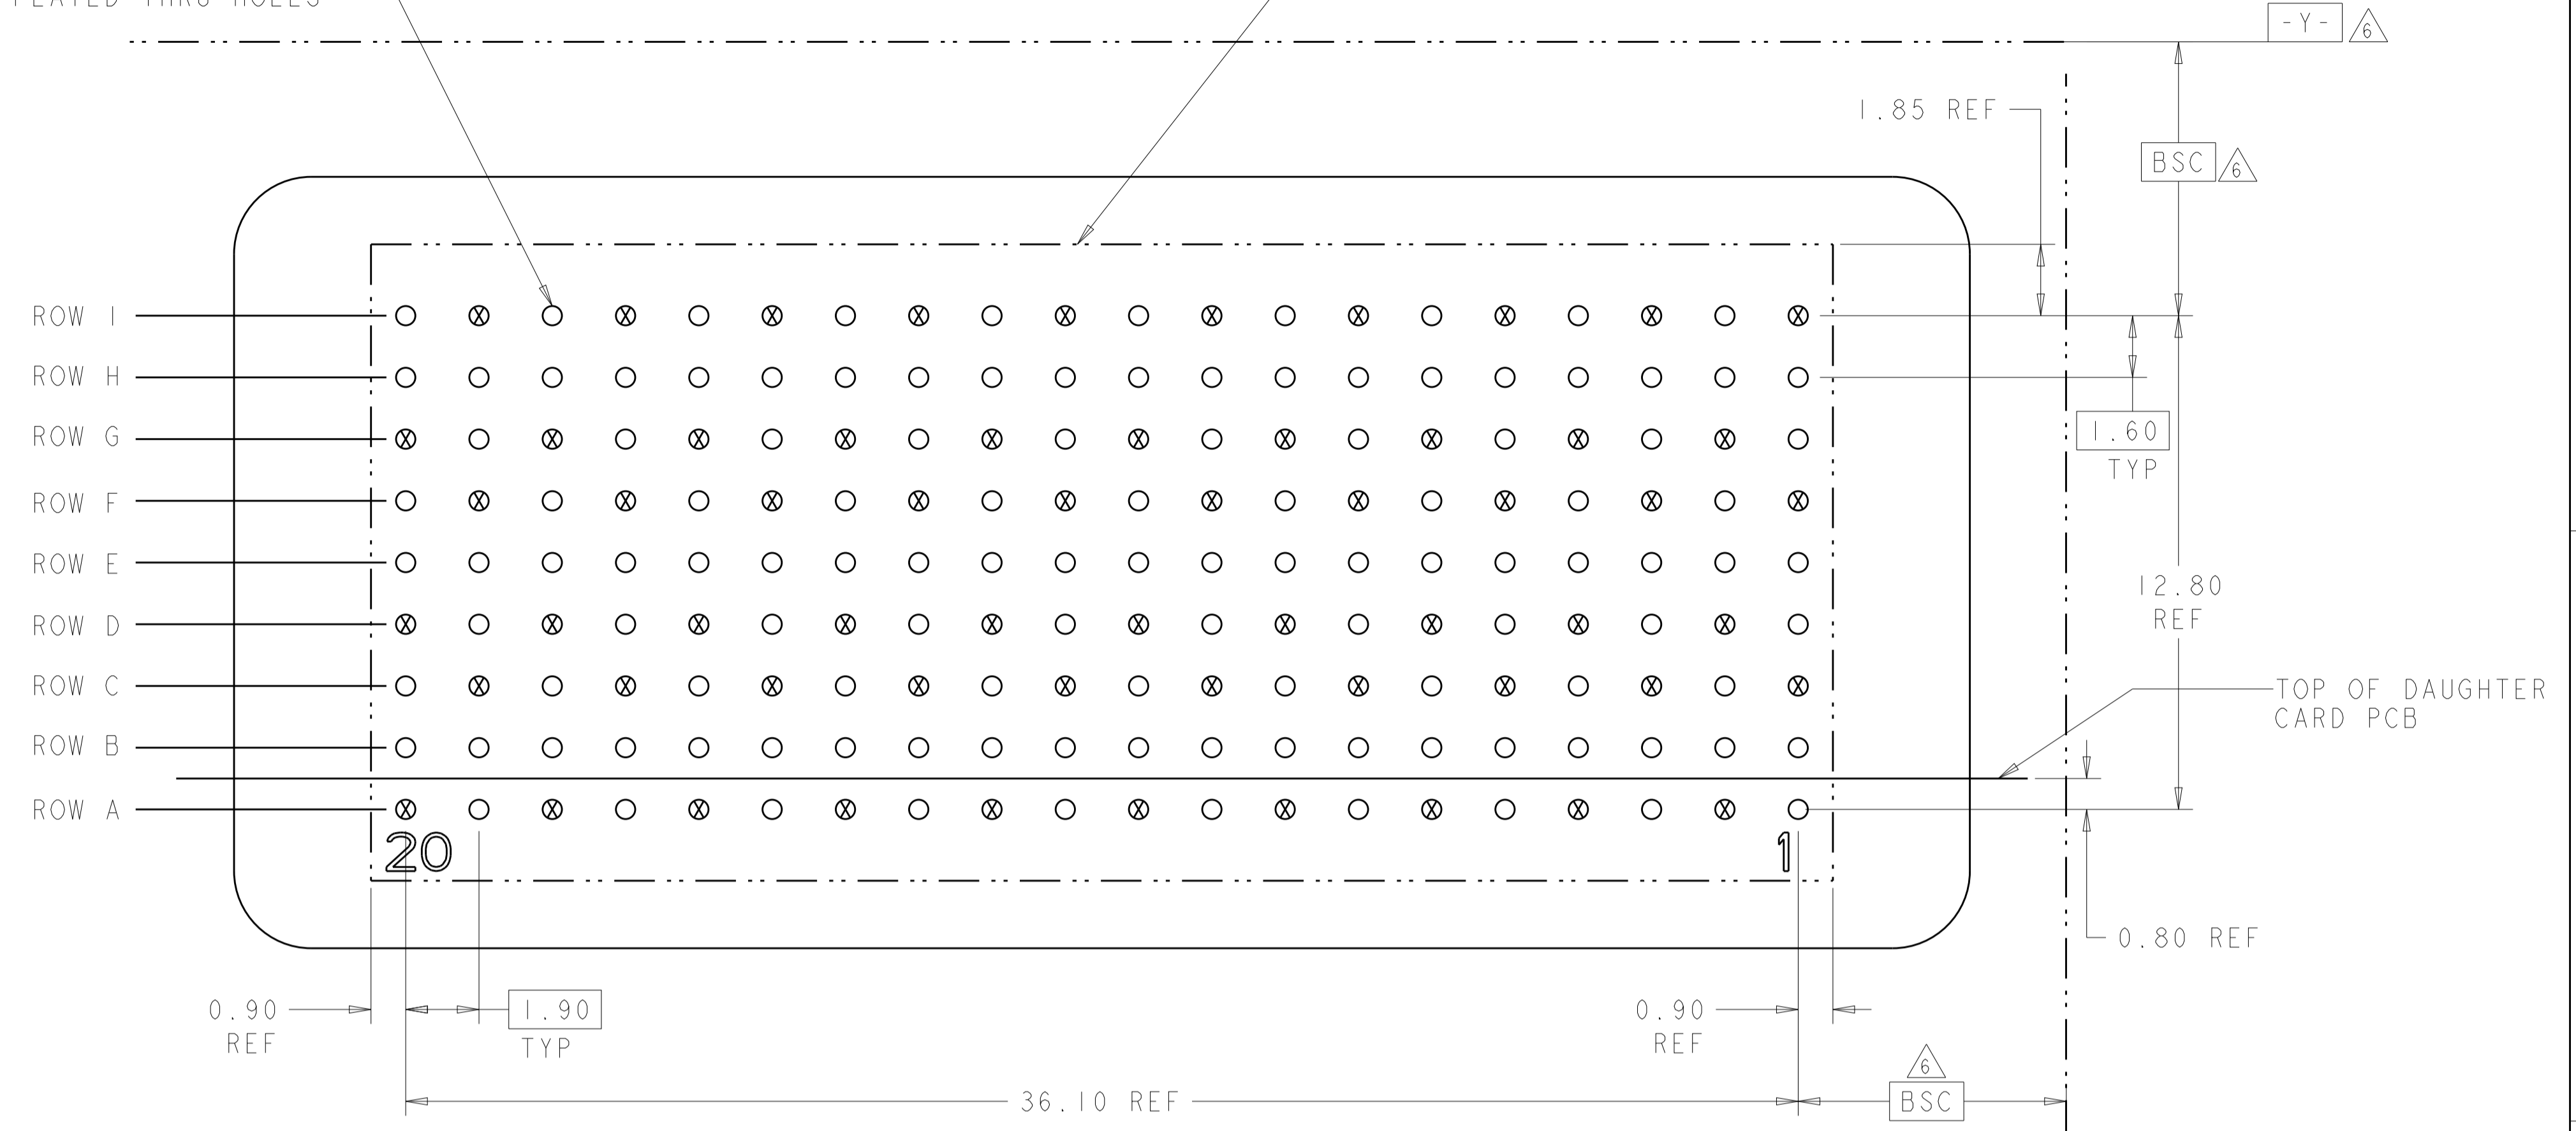 PLATED THRU HOLES
-Y-
6
1.85 REF
BSC
6
ROW I
ROW H
ROW G
1.60
TYP
ROW F
ROW E
12.80
REF
ROW D
ROW C
TOP OF DAUGHTER
CARD PCB
ROW B
ROW A
20
1
0.80 REF
0.90
REF
1.90
TYP
0.90
REF
6
36.10 REF
BSC